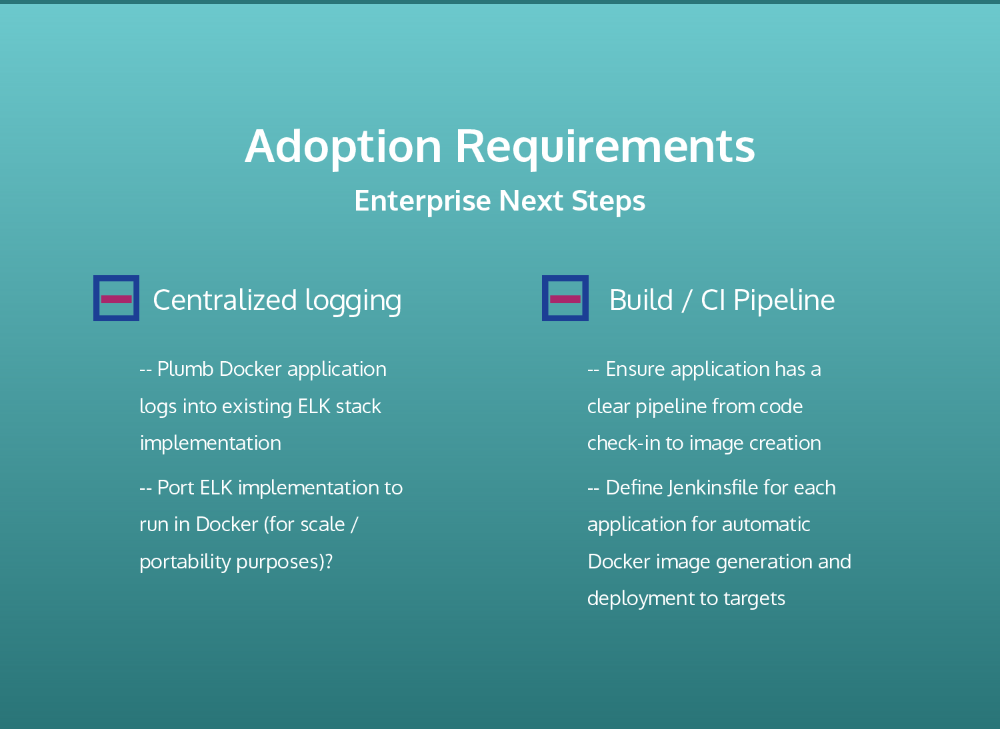 Adoption Requirements
Enterprise Next Steps
Centralized logging
-- Plumb Docker application
logs into existing ELK stack
implementation
-- Port ELK implementation to
run in Docker (for scale /
portability purposes)?
Build / CI Pipeline
-- Ensure application has a
clear pipeline from code
check-in to image creation
-- Define Jenkinsfile for each
application for automatic
Docker image generation and
deployment to targets